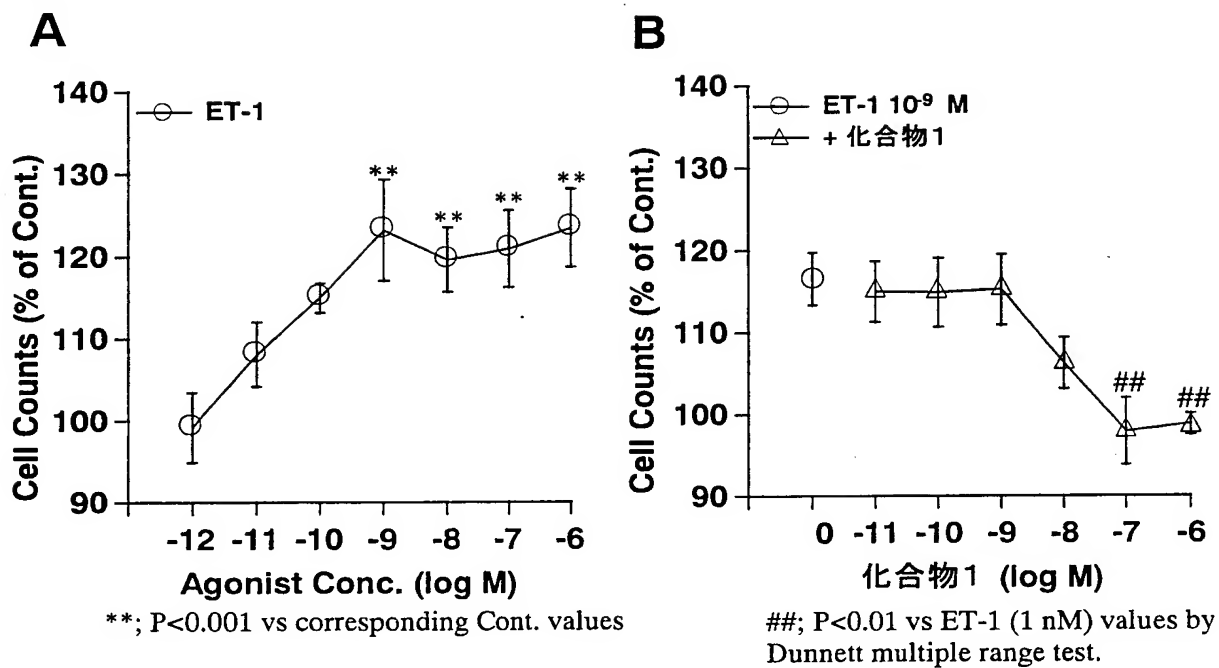 A
140
130
120
110
100
90
Cell Counts (% of Cont.)
ET-1
**
**
**
**
-12 -11 -10 -9 -8 -7 -6
Agonist Conc. (log M)
**; P<0.001 vs corresponding Cont. values
B
140
130
120
110
100
90
Cell Counts (% of Cont.)
ET-1 10⁻⁹ M
+ 化合物1
##
##
0 -11 -10 -9 -8 -7 -6
化合物1 (log M)
##; P<0.01 vs ET-1 (1 nM) values by
Dunnett multiple range test.